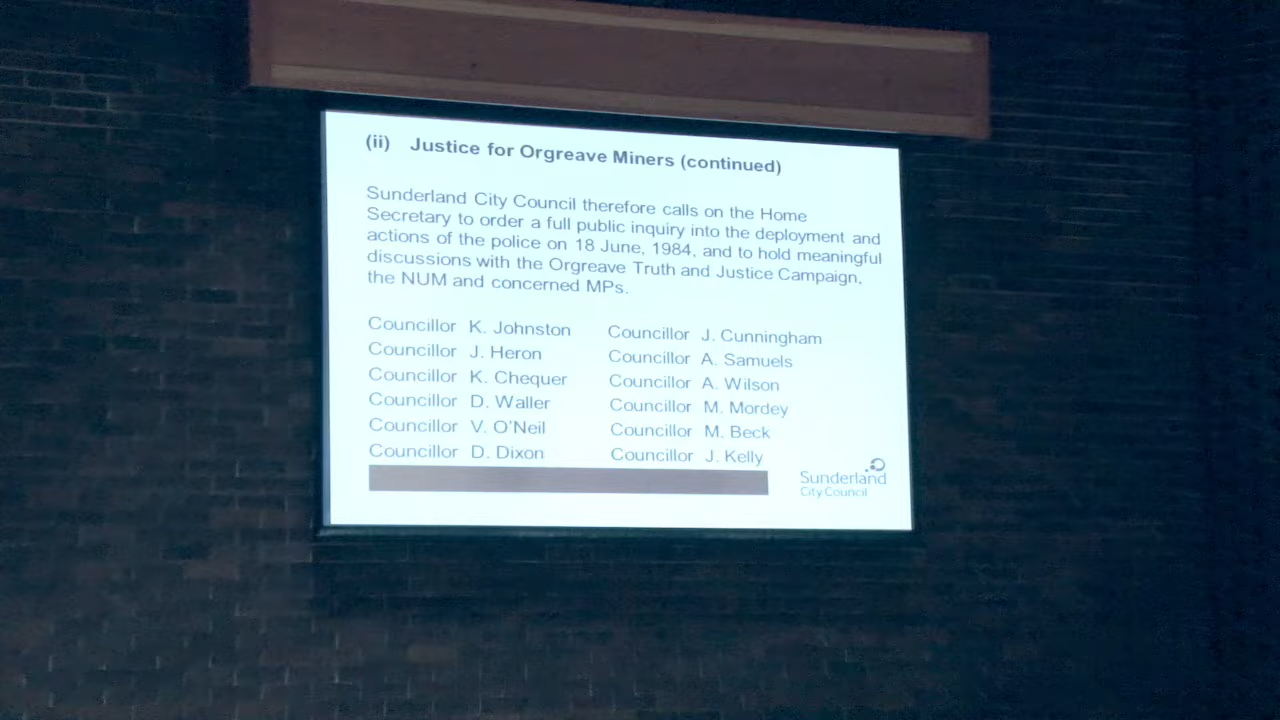 (ii) Justice for Orgreave Miners (continued)
Sunderland City Council therefore calls on the Home
Secretary to order a full public inquiry into the deployment and
actions of the police on 18 June, 1984, and to hold meaningful
discussions with the Orgreave Truth and Justice Campaign,
the NUM and concerned MPs.
Councillor K. Johnston Councillor J. Cunningham
Councillor J. Heron Councillor A. Samuels
Councillor K. Chequer Councillor A. Wilson
Councillor D. Waller Councillor M. Mordey
Councillor V. O'Neil Councillor M. Beck
Councillor D. Dixon Councillor J. Kelly
Sunderland
City Council